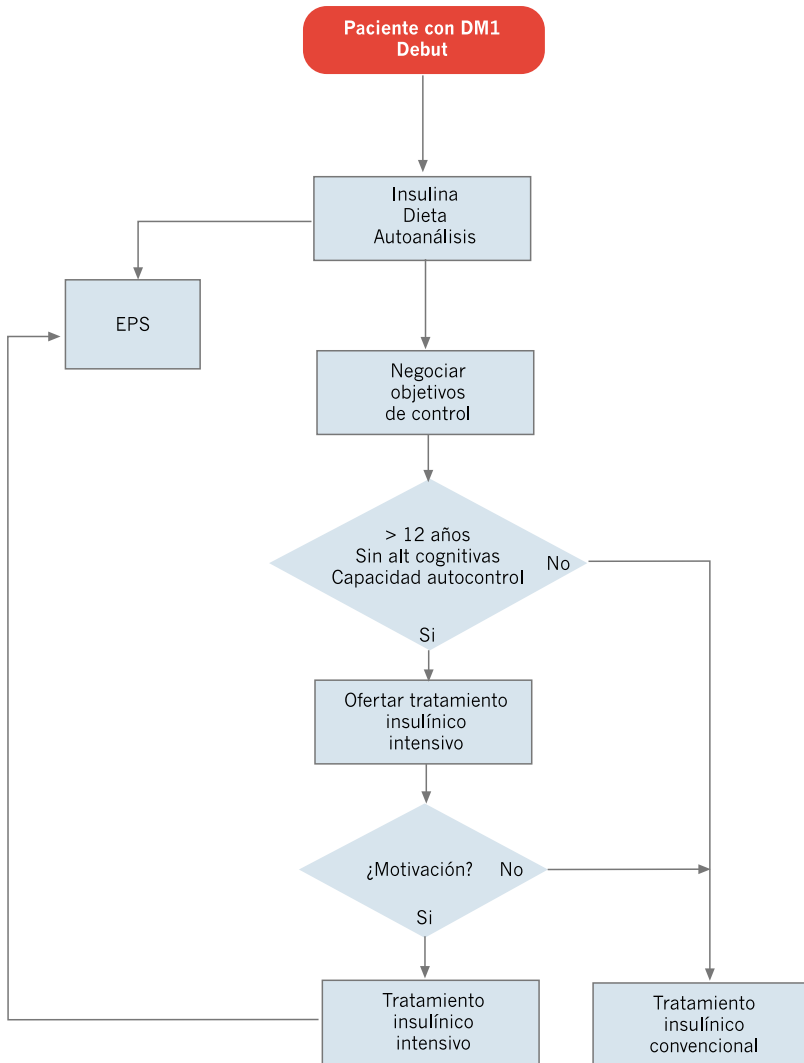 Paciente con DM1
Debut
Insulina
Dieta
Autoanálisis
EPS
Negociar
objetivos
de control
> 12 años
Sin alt cognitivas
Capacidad autocontrol
No
Si
Ofertar tratamiento
insulínico
intensivo
¿Motivación?
No
Si
Tratamiento
insulínico
intensivo
Tratamiento
insulínico
convencional